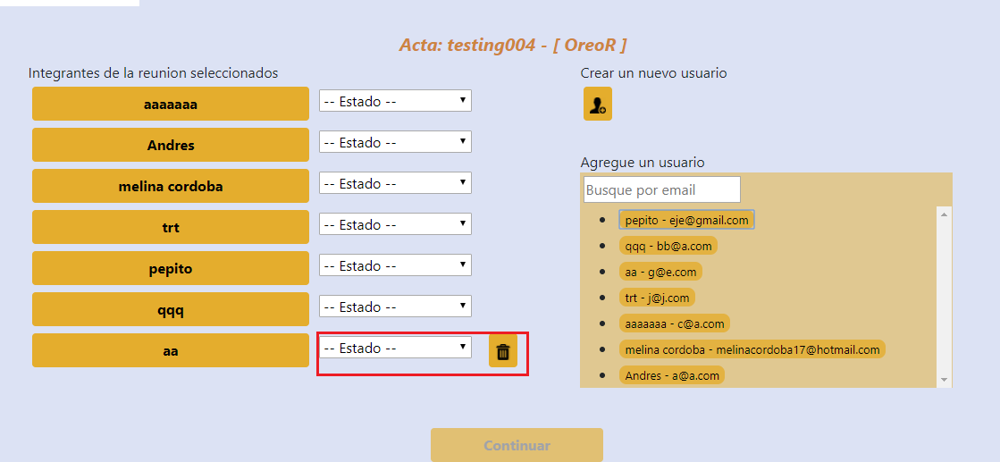 Acta: testing004 - [ OreoR ]
Integrantes de la reunion seleccionados
aaaaaaa
-- Estado --
Andres
-- Estado --
melina cordoba
-- Estado --
trt
-- Estado --
pepito
-- Estado --
qqq
-- Estado --
aa
-- Estado --
Crear un nuevo usuario
Agregue un usuario
Busque por email
pepito - eje@gmail.com
qqq - bb@a.com
aa - g@e.com
trt - j@j.com
aaaaaaa - c@a.com
melina cordoba - melinacordoba17@hotmail.com
Andres - a@a.com
Continuar